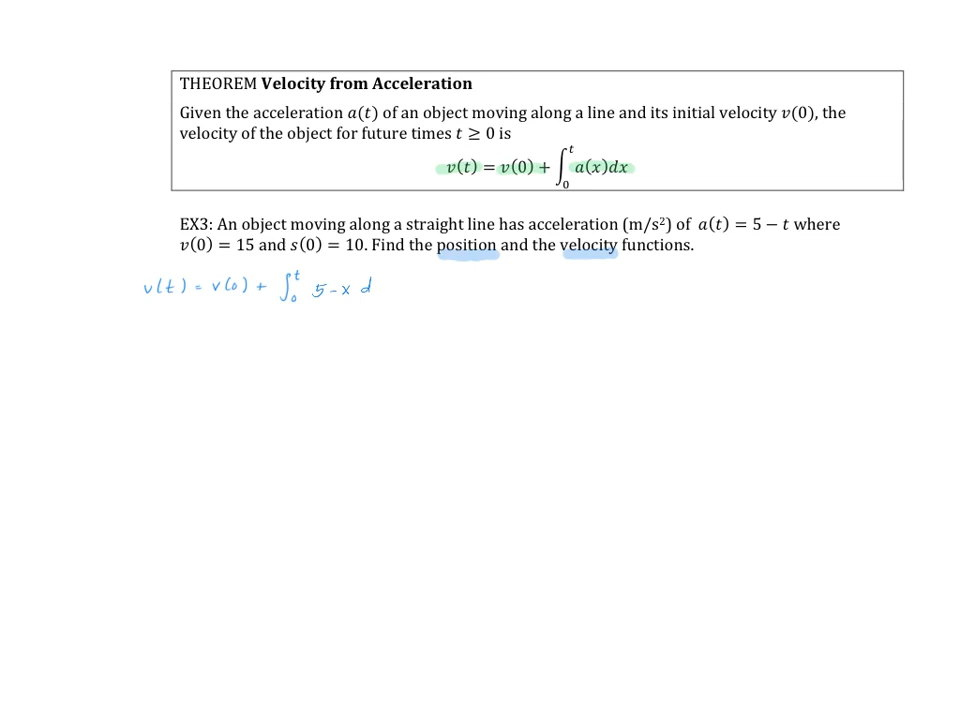 THEOREM Velocity from Acceleration
Given the acceleration a(t) of an object moving along a line and its initial velocity v(0), the
velocity of the object for future times t ≥ 0 is
v(t) = v(0) + ∫₀ᵗ a(x)dx
EX3: An object moving along a straight line has acceleration (m/s²) of a(t) = 5 − t where
v(0) = 15 and s(0) = 10. Find the position and the velocity functions.
v(t) = v(0) + ∫₀ᵗ 5-x d